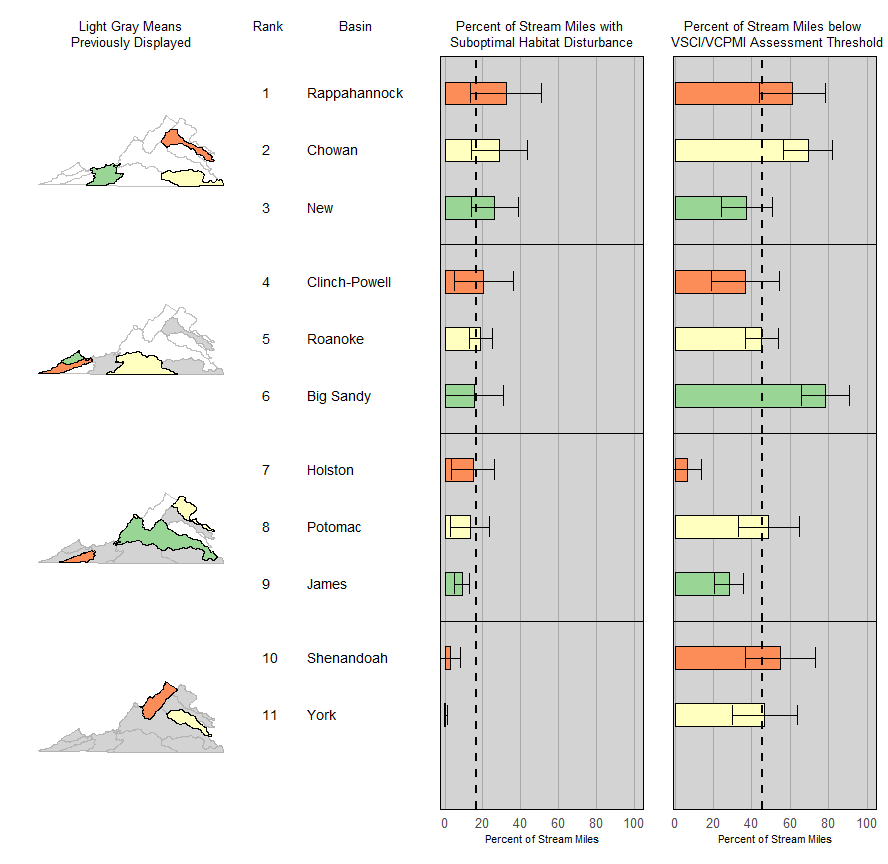 Light Gray Means
Previously Displayed
Rank
Basin
Percent of Stream Miles with
Suboptimal Habitat Disturbance
Percent of Stream Miles below
VSCI/VCPMI Assessment Threshold
1 Rappahannock
2 Chowan
3 New
4 Clinch-Powell
5 Roanoke
6 Big Sandy
7 Holston
8 Potomac
9 James
10 Shenandoah
11 York
0 20 40 60 80 100
Percent of Stream Miles
0 20 40 60 80 100
Percent of Stream Miles